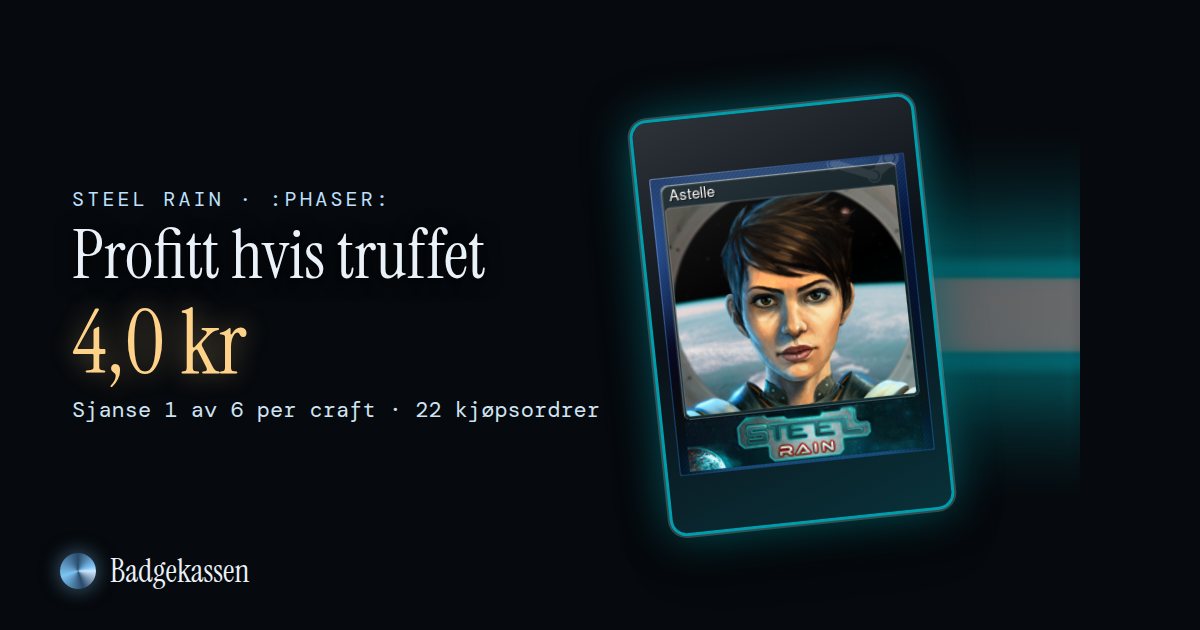 STEEL RAIN · :PHASER:
Profitt hvis truffet
4,0 kr
Sjanse 1 av 6 per craft · 22 kjøpsordrer
Astelle
STEEL
RAIN
Badgekassen